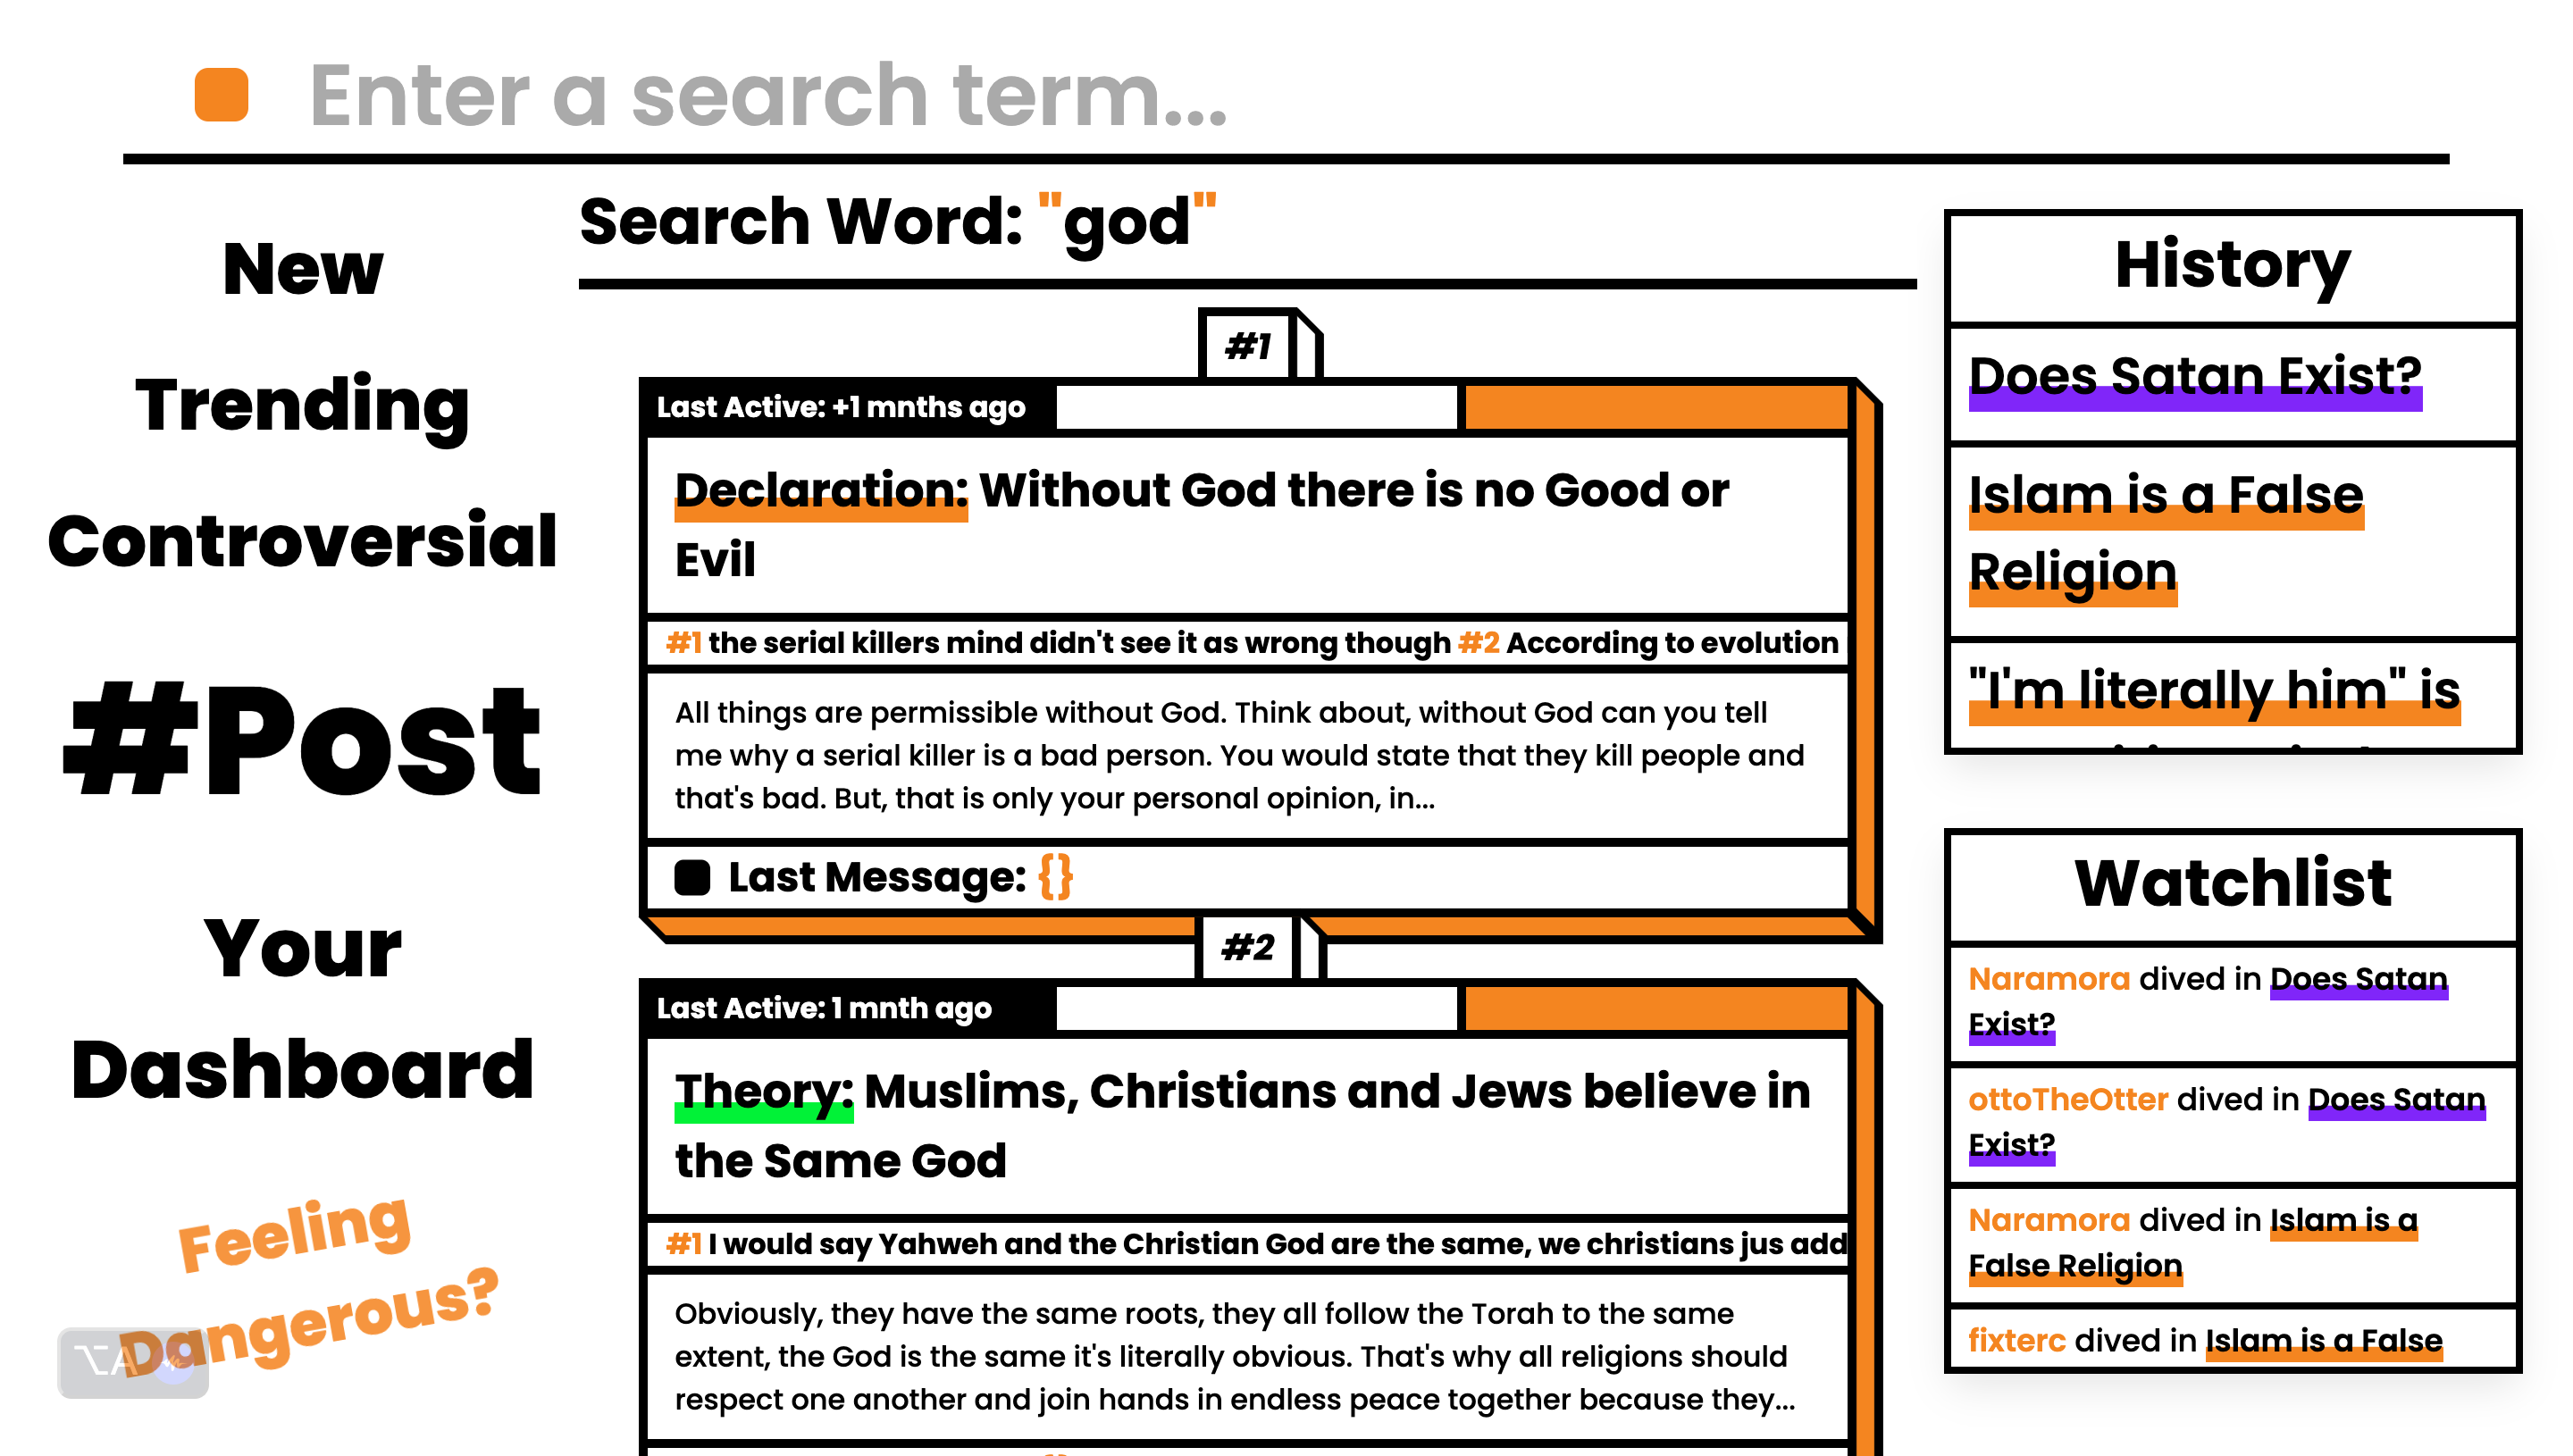 Enter a search term...
Search Word: "god"
New
Trending
Controversial
#Post
Your
Dashboard
Feeling
Dangerous?
⌥A
#1
Last Active: +1 mnths ago
Declaration: Without God there is no Good or
Evil
#1 the serial killers mind didn't see it as wrong though #2 According to evolution
All things are permissible without God. Think about, without God can you tell
me why a serial killer is a bad person. You would state that they kill people and
that's bad. But, that is only your personal opinion, in...
Last Message: {}
#2
Last Active: 1 mnth ago
Theory: Muslims, Christians and Jews believe in
the Same God
#1 I would say Yahweh and the Christian God are the same, we christians jus add
Obviously, they have the same roots, they all follow the Torah to the same
extent, the God is the same it's literally obvious. That's why all religions should
respect one another and join hands in endless peace together because they...
History
Does Satan Exist?
Islam is a False
Religion
"I'm literally him" is
Watchlist
Naramora dived in Does Satan
Exist?
ottoTheOtter dived in Does Satan
Exist?
Naramora dived in Islam is a
False Religion
fixterc dived in Islam is a False